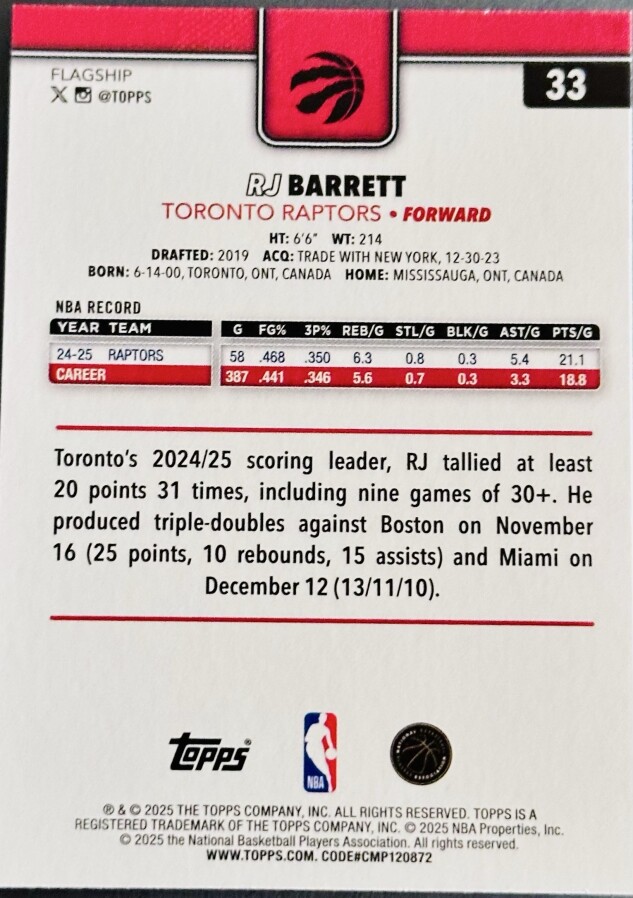 FLAGSHIP
X @TOPPS
33
RJ BARRETT
TORONTO RAPTORS • FORWARD
HT: 6'6" WT: 214
DRAFTED: 2019 ACQ: TRADE WITH NEW YORK, 12-30-23
BORN: 6-14-00, TORONTO, ONT, CANADA HOME: MISSISSAUGA, ONT, CANADA
NBA RECORD
YEAR TEAM G FG% 3P% REB/G STL/G BLK/G AST/G PTS/G
24-25 RAPTORS 58 .468 .350 6.3 0.8 0.3 5.4 21.1
CAREER 387 .441 .346 5.6 0.7 0.3 3.3 18.8
Toronto's 2024/25 scoring leader, RJ tallied at least
20 points 31 times, including nine games of 30+. He
produced triple-doubles against Boston on November
16 (25 points, 10 rebounds, 15 assists) and Miami on
December 12 (13/11/10).
topps®
NBA
NATIONAL BASKETBALL
ASSOCIATION
® & © 2025 THE TOPPS COMPANY, INC. ALL RIGHTS RESERVED. TOPPS IS A
REGISTERED TRADEMARK OF THE TOPPS COMPANY, INC. © 2025 NBA Properties, Inc.
© 2025 the National Basketball Players Association. All rights reserved.
WWW.TOPPS.COM. CODE#CMP120872